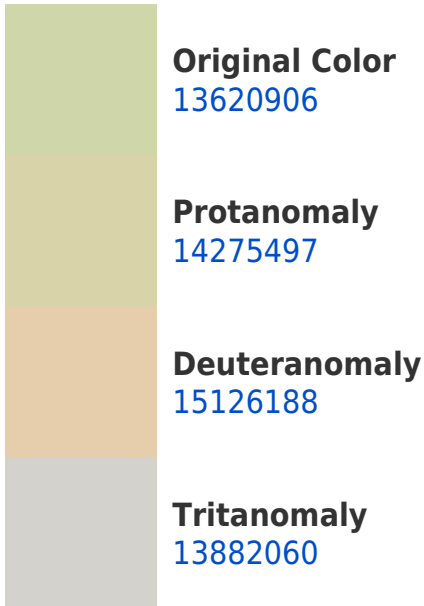 Original Color
13620906
Protanomaly
14275497
Deuteranomaly
15126188
Tritanomaly
13882060